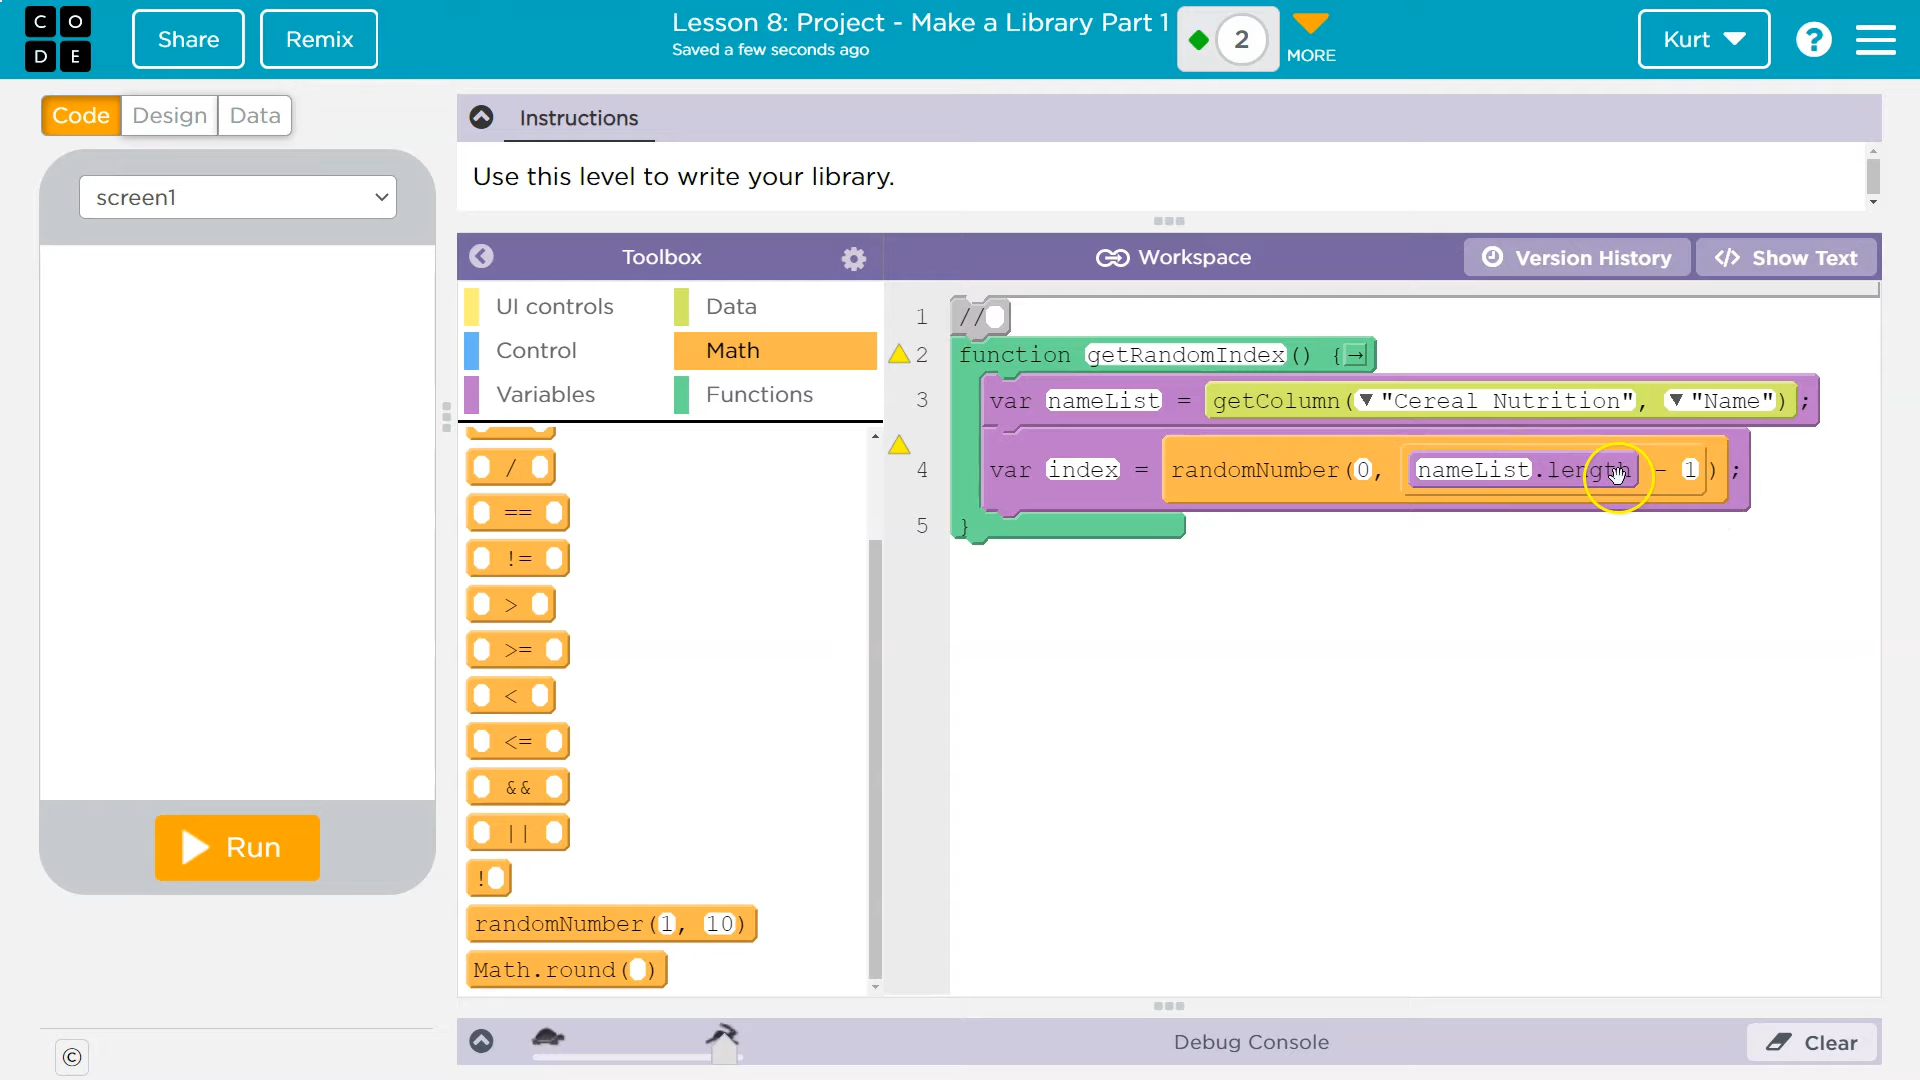 C O D E
Share
Remix
Lesson 8: Project - Make a Library Part 1
Saved a few seconds ago
2
MORE
Kurt
?
Code
Design
Data
screen1
Run
©
Instructions
Use this level to write your library.
Toolbox
Workspace
Version History
</> Show Text
UI controls
Data
Control
Math
Variables
Functions
/
==
!=
>
>=
<
<=
&&
||
!
randomNumber(1, 10)
Math.round( )
1 //
2 function getRandomIndex() { →
3 var nameList = getColumn(▼"Cereal Nutrition", ▼"Name");
4 var index = randomNumber(0, nameList.length - 1);
5 }
Debug Console
Clear